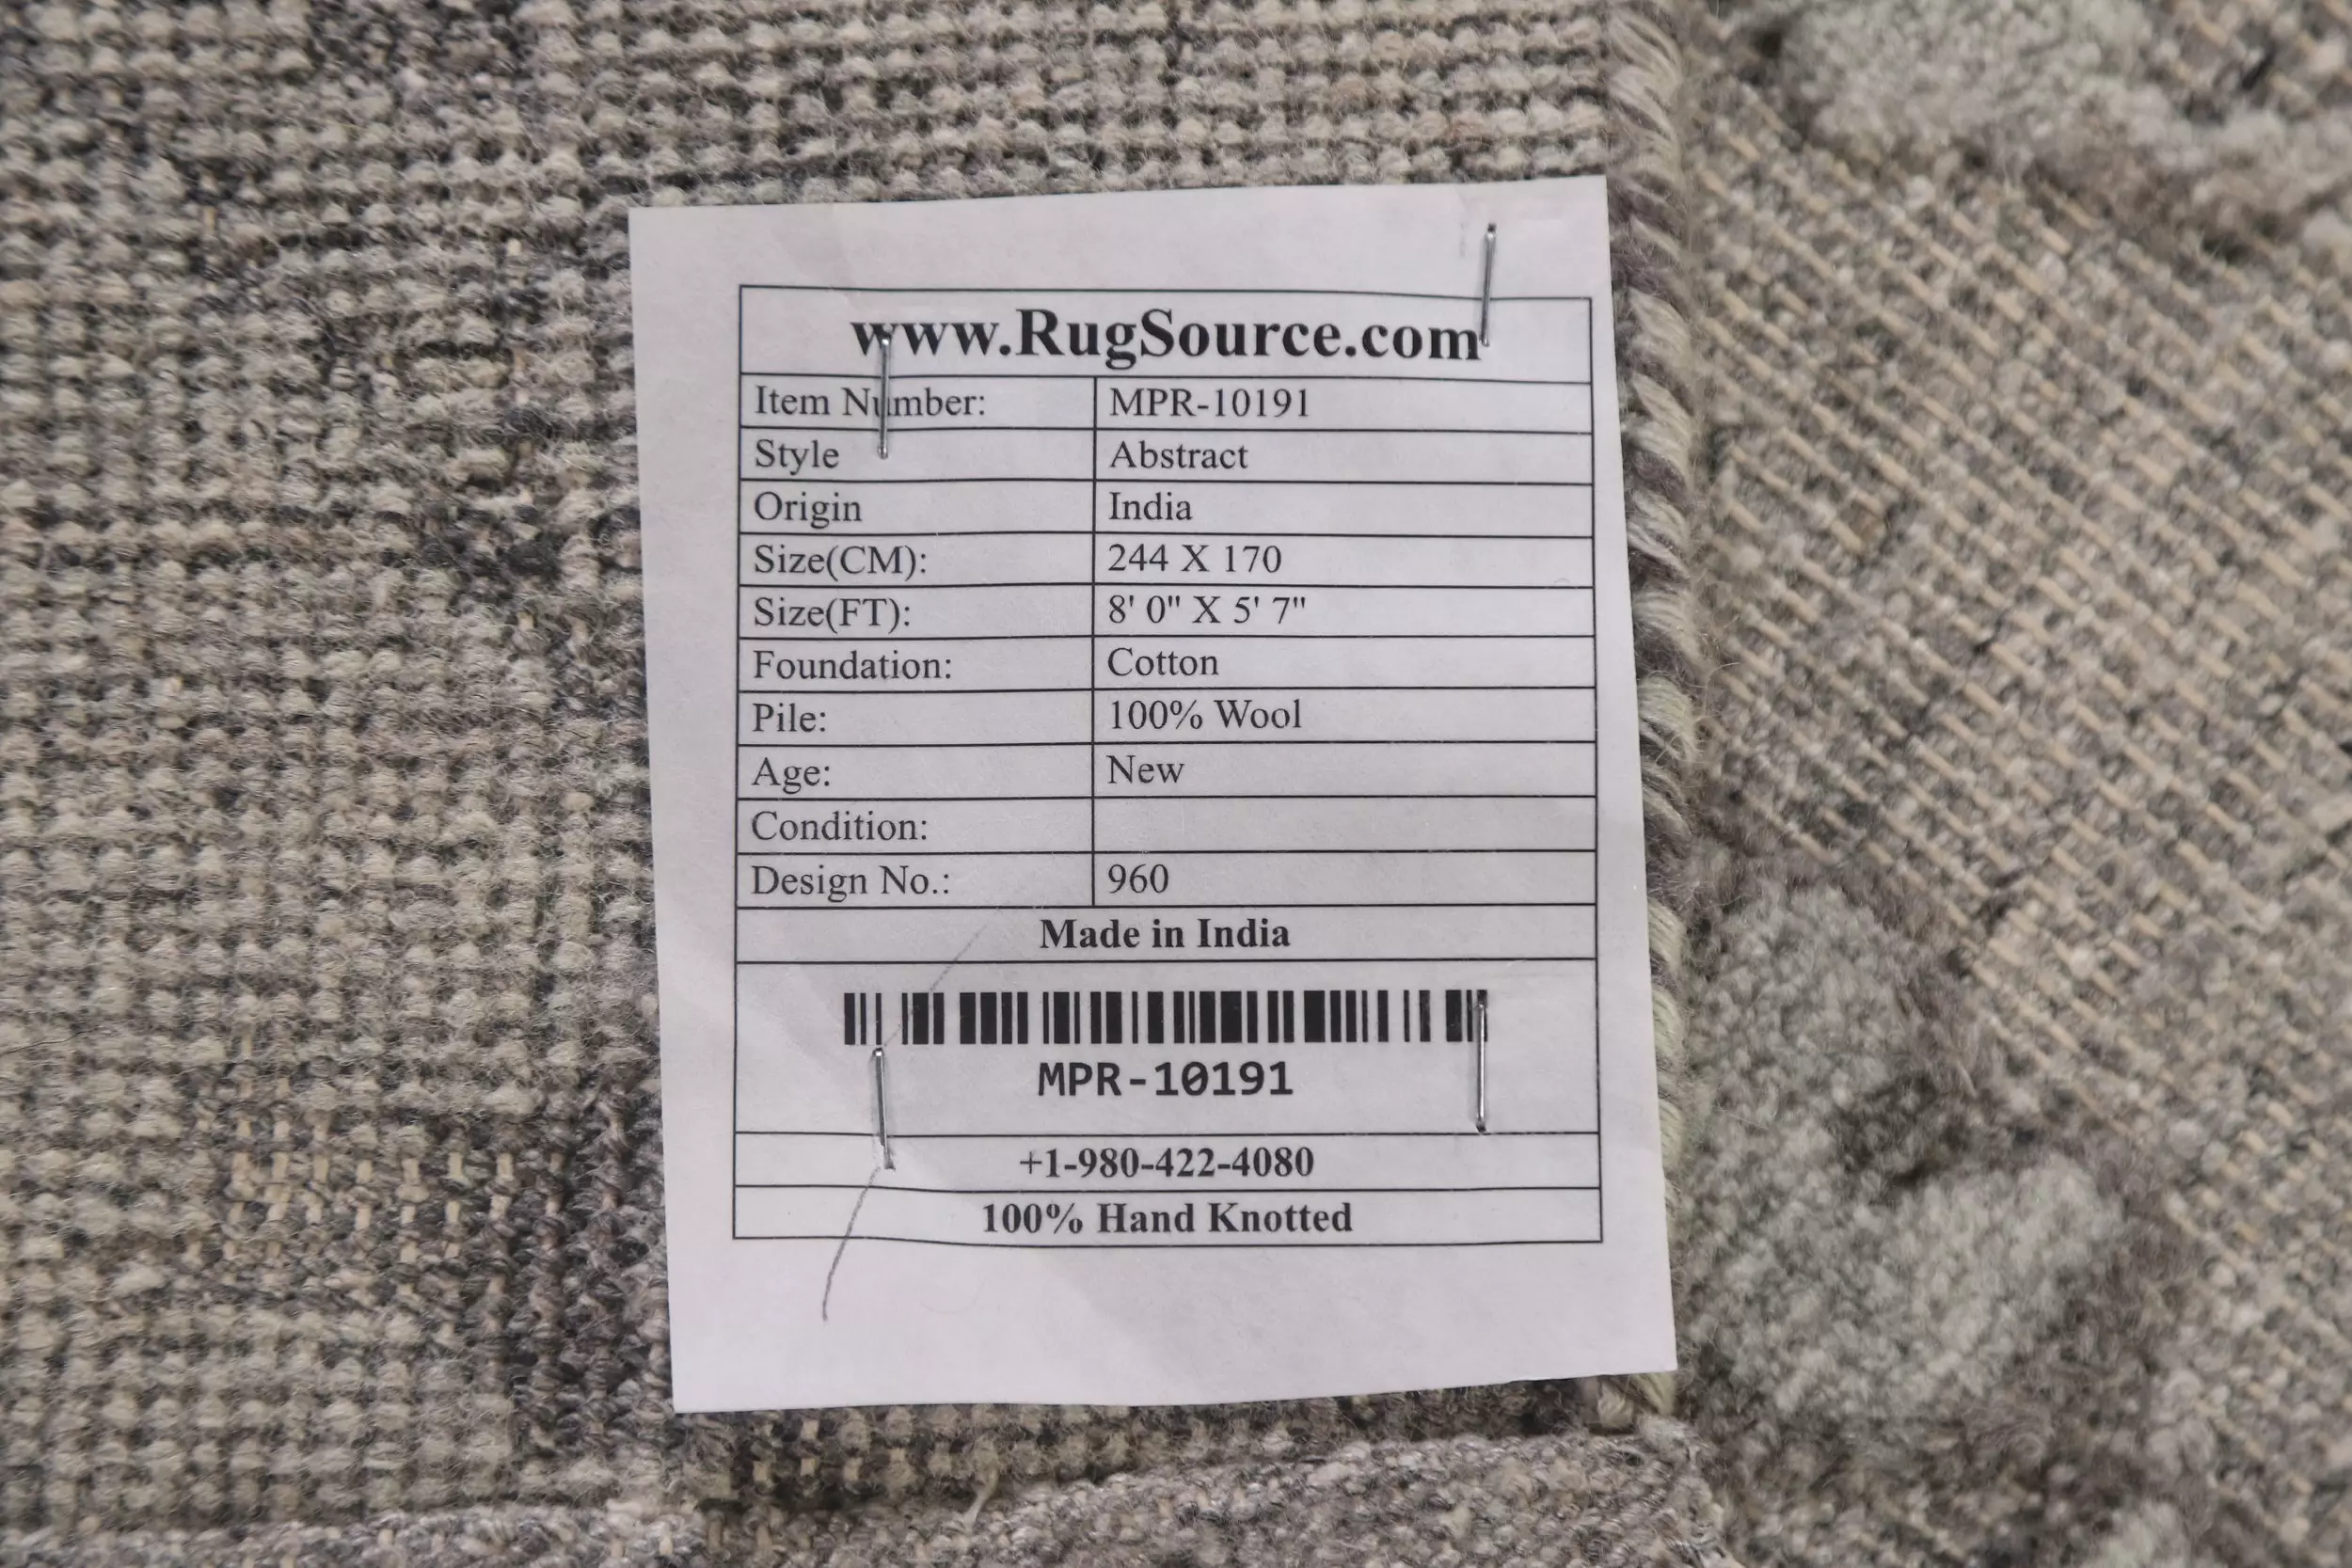 www.RugSource.com
Item Number: MPR-10191
Style Abstract
Origin India
Size(CM): 244 X 170
Size(FT): 8' 0" X 5' 7"
Foundation: Cotton
Pile: 100% Wool
Age: New
Condition:
Design No.: 960
Made in India
MPR-10191
+1-980-422-4080
100% Hand Knotted